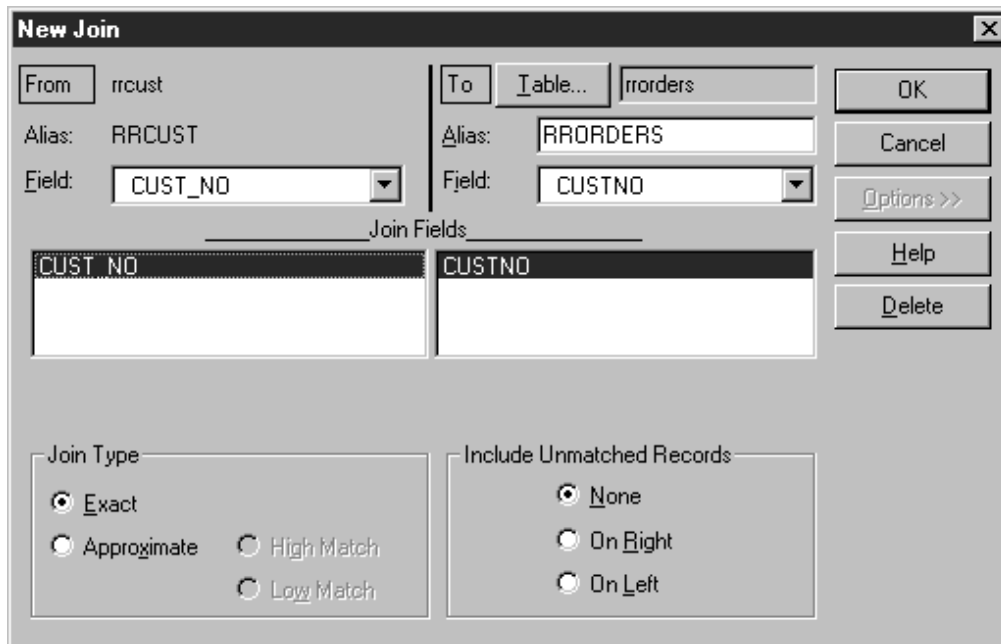 New Join
From rrcust
To Table... rrorders
OK
Alias: RRCUST
Alias: RRORDERS
Cancel
Field: CUST_NO
Field: CUSTNO
Options >>
Join Fields
CUST_NO
CUSTNO
Help
Delete
Join Type
Exact
Approximate
High Match
Low Match
Include Unmatched Records
None
On Right
On Left